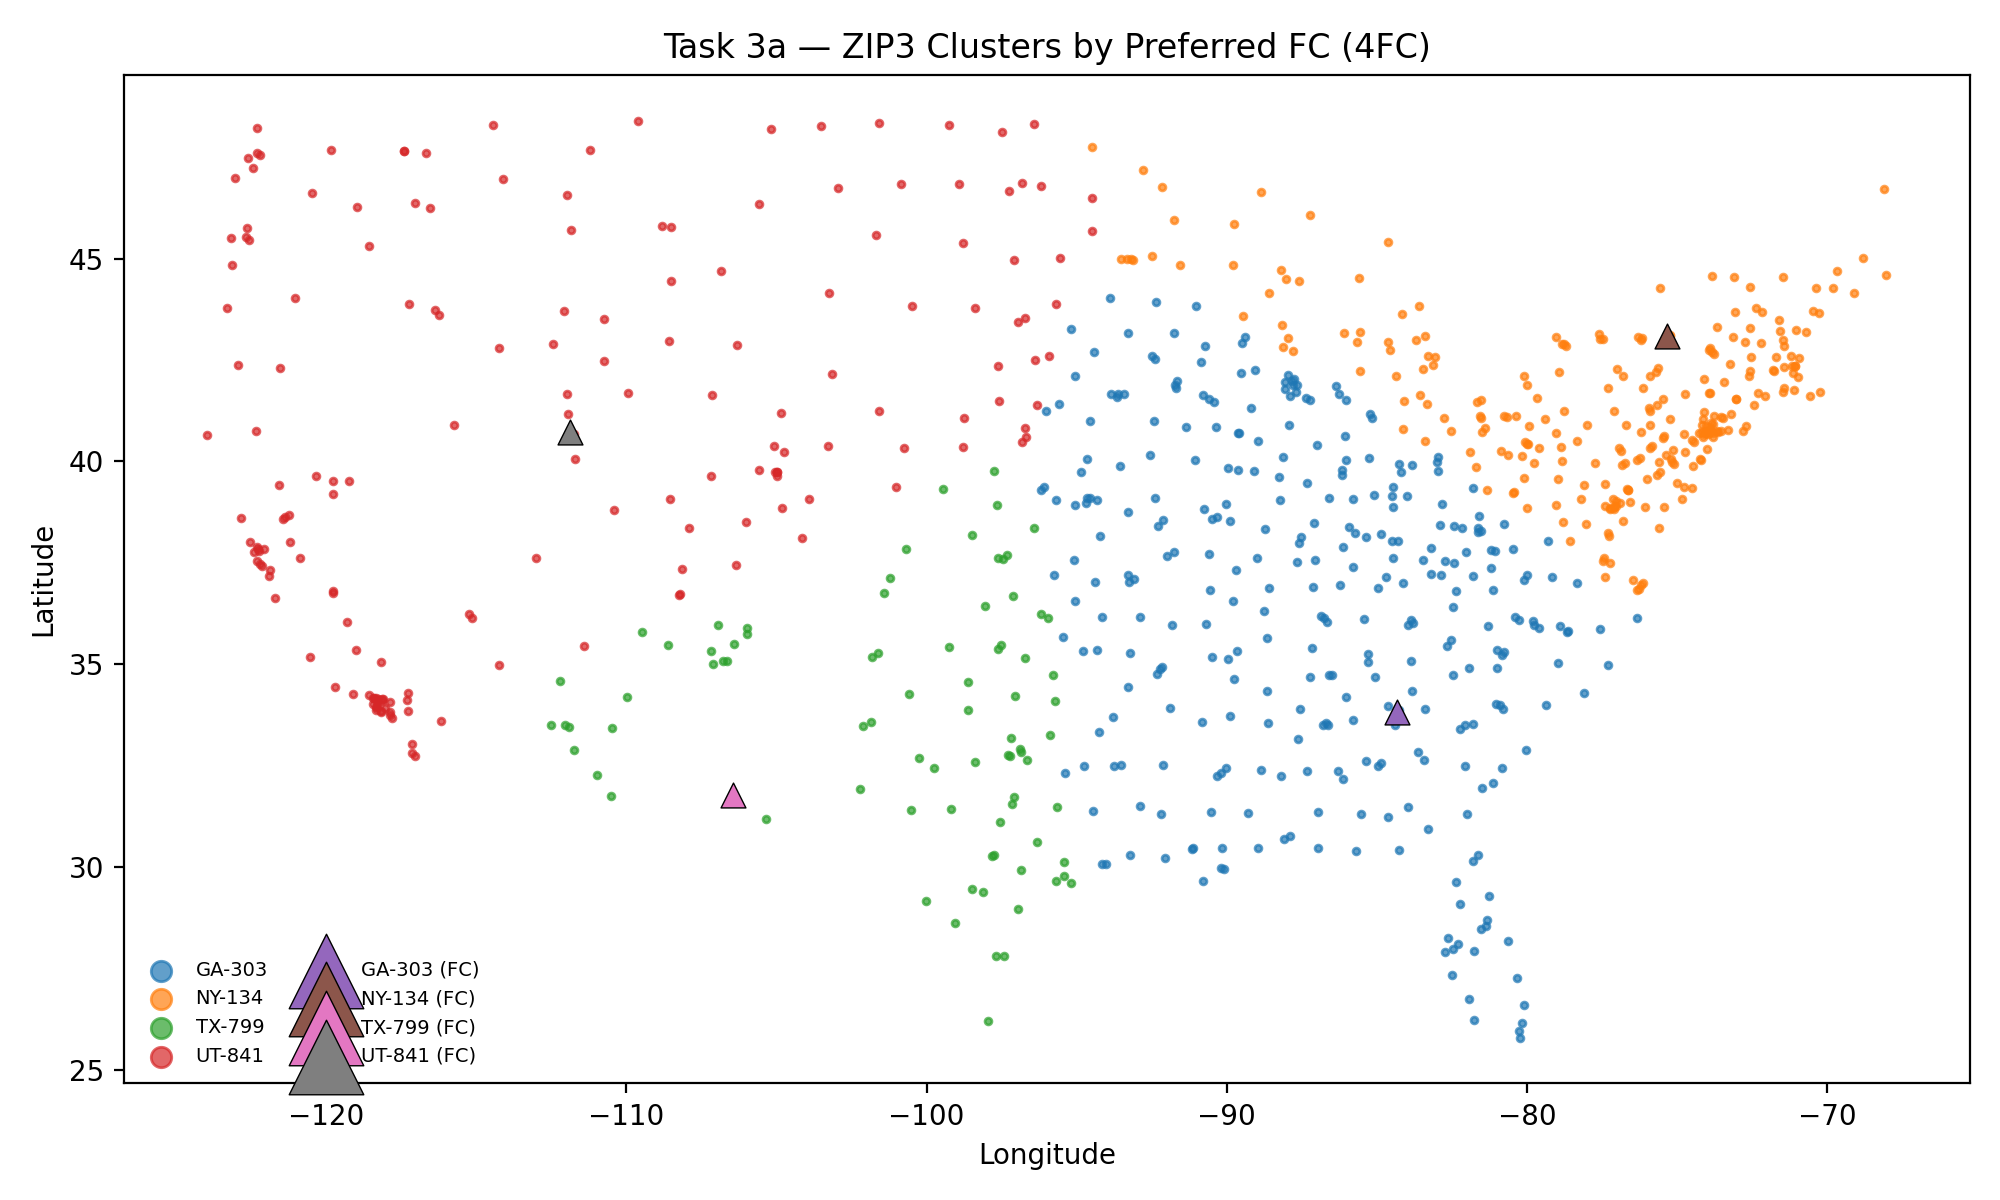 Task 3a — ZIP3 Clusters by Preferred FC (4FC)
45
40
35
30
25
Latitude
GA-303
NY-134
TX-799
UT-841
GA-303 (FC)
NY-134 (FC)
TX-799 (FC)
UT-841 (FC)
−120
−110
−100
−90
−80
−70
Longitude